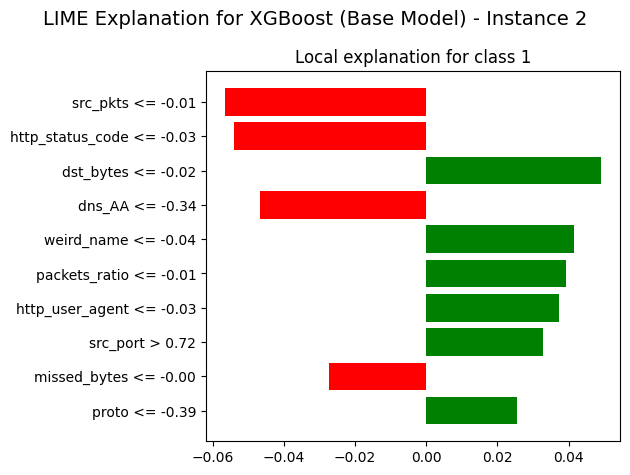 LIME Explanation for XGBoost (Base Model) - Instance 2
Local explanation for class 1
src_pkts <= -0.01
http_status_code <= -0.03
dst_bytes <= -0.02
dns_AA <= -0.34
weird_name <= -0.04
packets_ratio <= -0.01
http_user_agent <= -0.03
src_port > 0.72
missed_bytes <= -0.00
proto <= -0.39
−0.06 −0.04 −0.02 0.00 0.02 0.04